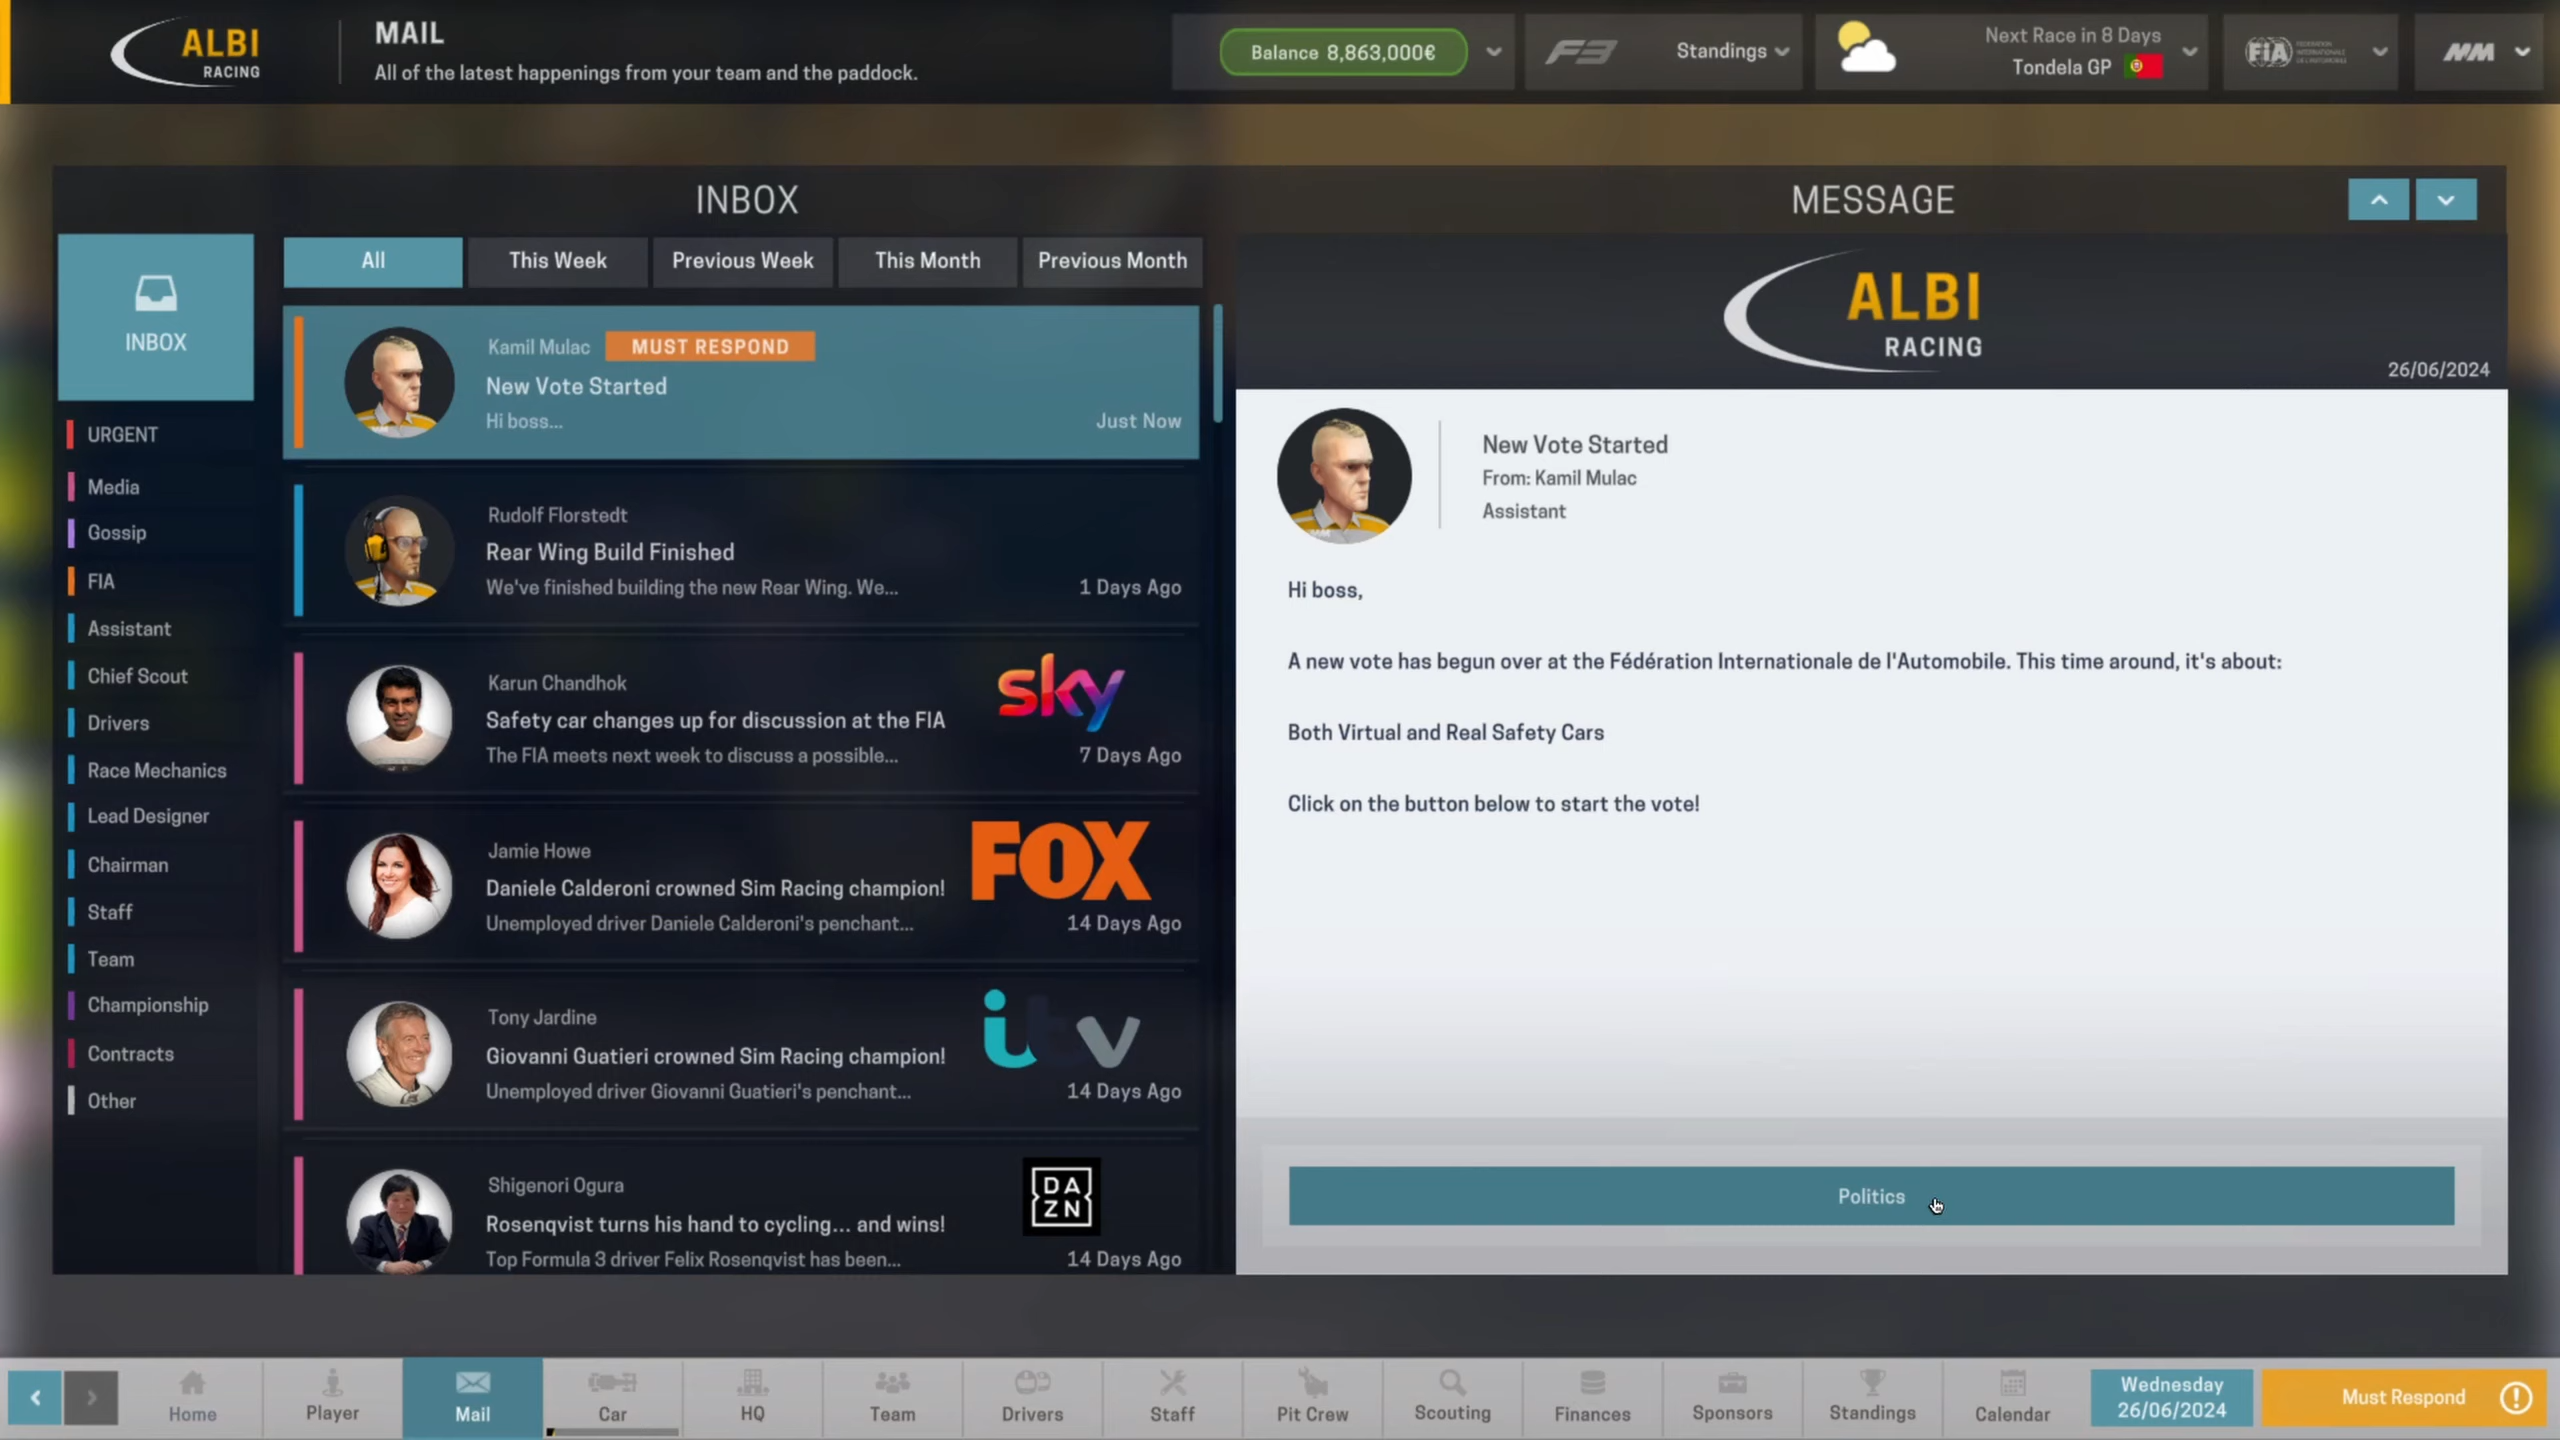 ALBI
RACING
MAIL
All of the latest happenings from your team and the paddock.
Balance 8,863,000€
F3
Standings
Next Race in 8 Days
Tondela GP
FiA
MM
INBOX
MESSAGE
INBOX
URGENT
Media
Gossip
FIA
Assistant
Chief Scout
Drivers
Race Mechanics
Lead Designer
Chairman
Staff
Team
Championship
Contracts
Other
All
This Week
Previous Week
This Month
Previous Month
Kamil Mulac
MUST RESPOND
New Vote Started
Hi boss...
Just Now
Rudolf Florstedt
Rear Wing Build Finished
We've finished building the new Rear Wing. We...
1 Days Ago
Karun Chandhok
sky
Safety car changes up for discussion at the FIA
The FIA meets next week to discuss a possible...
7 Days Ago
Jamie Howe
FOX
Daniele Calderoni crowned Sim Racing champion!
Unemployed driver Daniele Calderoni's penchant...
14 Days Ago
Tony Jardine
itv
Giovanni Guatieri crowned Sim Racing champion!
Unemployed driver Giovanni Guatieri's penchant...
14 Days Ago
Shigenori Ogura
DA
ZN
Rosenqvist turns his hand to cycling... and wins!
Top Formula 3 driver Felix Rosenqvist has been...
14 Days Ago
ALBI
RACING
26/06/2024
New Vote Started
From: Kamil Mulac
Assistant
Hi boss,
A new vote has begun over at the Fédération Internationale de l'Automobile. This time around, it's about:
Both Virtual and Real Safety Cars
Click on the button below to start the vote!
Politics
Home
Player
Mail
Car
HQ
Team
Drivers
Staff
Pit Crew
Scouting
Finances
Sponsors
Standings
Calendar
Wednesday
26/06/2024
Must Respond